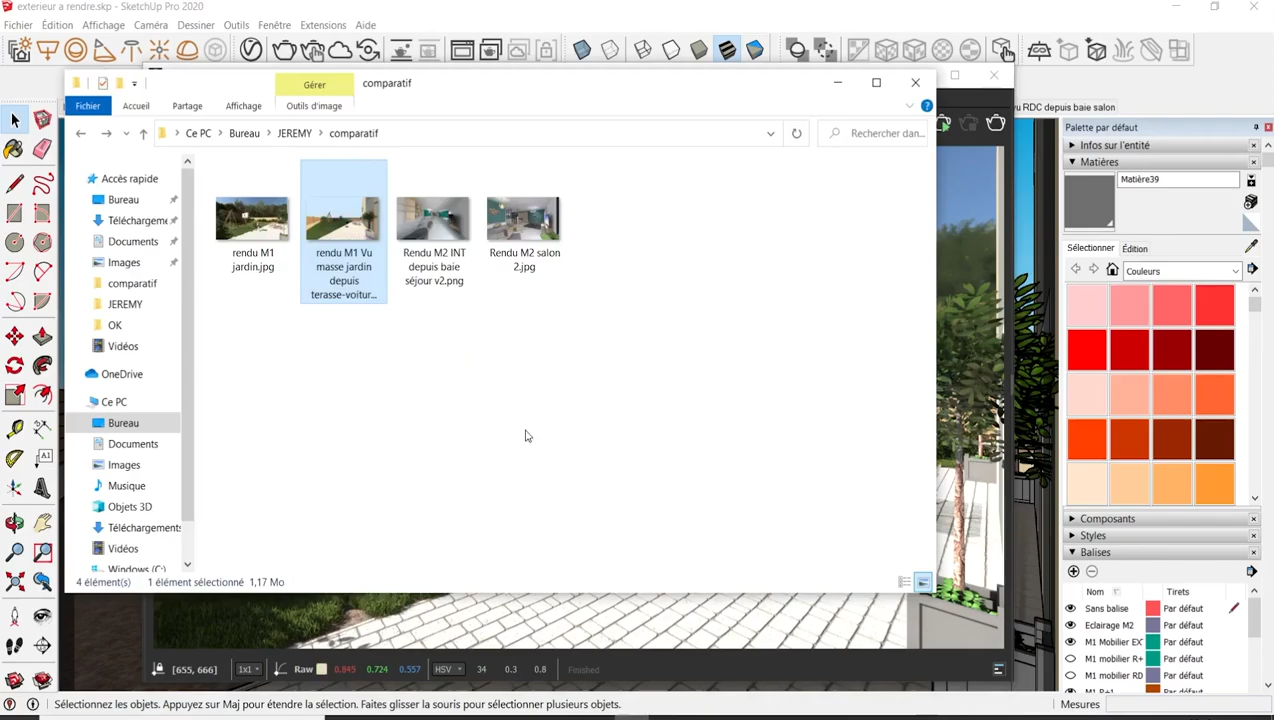 exterieur a rendre.skp - SketchUp Pro 2020
Fichier Édition Affichage Caméra Dessiner Outils Fenêtre Extensions Aide
Gérer comparatif
Fichier Accueil Partage Affichage Outils d'image
Ce PC Bureau JEREMY comparatif
Rechercher dan...
Accès rapide
Bureau
Téléchargeme
Documents
Images
comparatif
JEREMY
OK
Vidéos
OneDrive
Ce PC
Bureau
Documents
Images
Musique
Objets 3D
Téléchargements
Vidéos
Windows (C:)
rendu M1
jardin.jpg
rendu M1 Vu
masse jardin
depuis
terasse-voitur...
Rendu M2 INT
depuis baie
séjour v2.png
Rendu M2 salon
2.jpg
4 élément(s) 1 élément sélectionné 1,17 Mo
vu RDC depuis baie salon
Palette par défaut
Infos sur l'entité
Matières
Matière39
Sélectionner Édition
Couleurs
Composants
Styles
Balises
Nom Tirets
Sans balise Par défaut
Eclairage M2 Par défaut
M1 Mobilier EX Par défaut
M1 mobilier R+ Par défaut
M1 mobilier RD Par défaut
M1 R+1 Par défaut
[655, 666] 1x1 Raw 0.845 0.724 0.557 HSV 34 0.3 0.8 Finished
Sélectionnez les objets. Appuyez sur Maj pour étendre la sélection. Faites glisser la souris pour sélectionner plusieurs objets.
Mesures